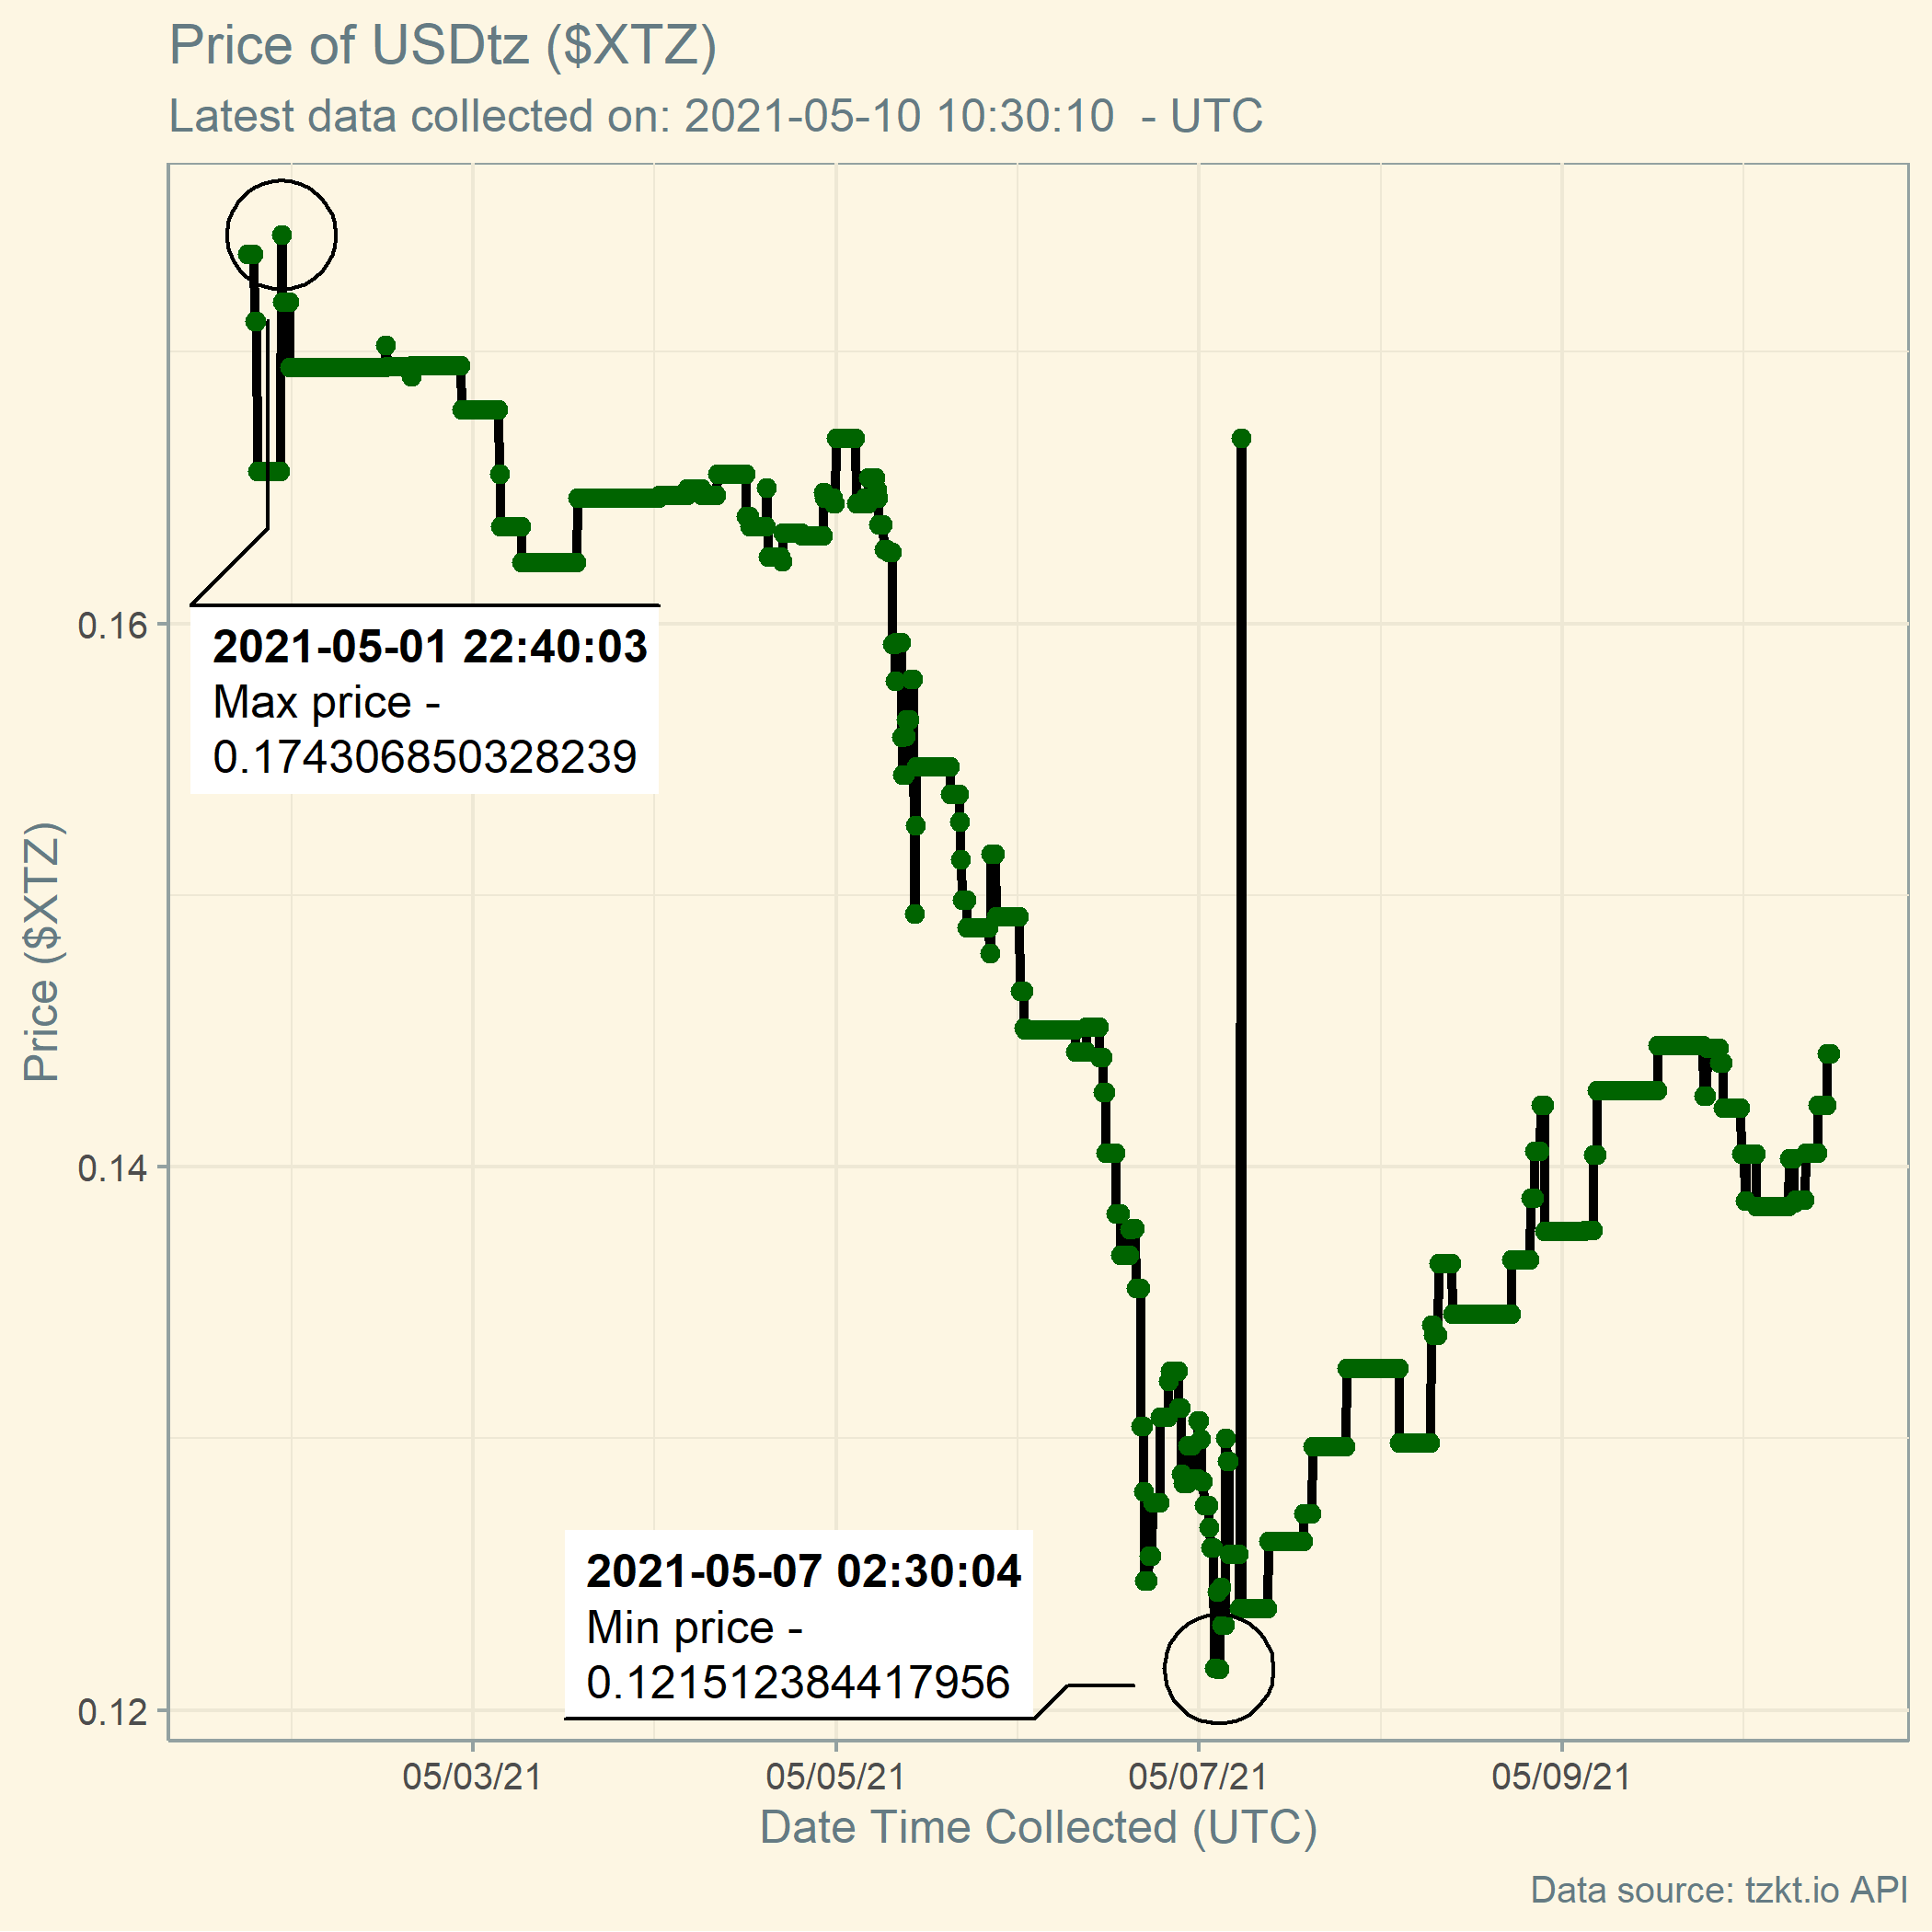 Price of USDtz ($XTZ)
Latest data collected on: 2021-05-10 10:30:10  - UTC
Price ($XTZ)
0.16
0.14
0.12
2021-05-01 22:40:03
Max price -
0.174306850328239
2021-05-07 02:30:04
Min price -
0.121512384417956
05/03/21
05/05/21
05/07/21
05/09/21
Date Time Collected (UTC)
Data source: tzkt.io API